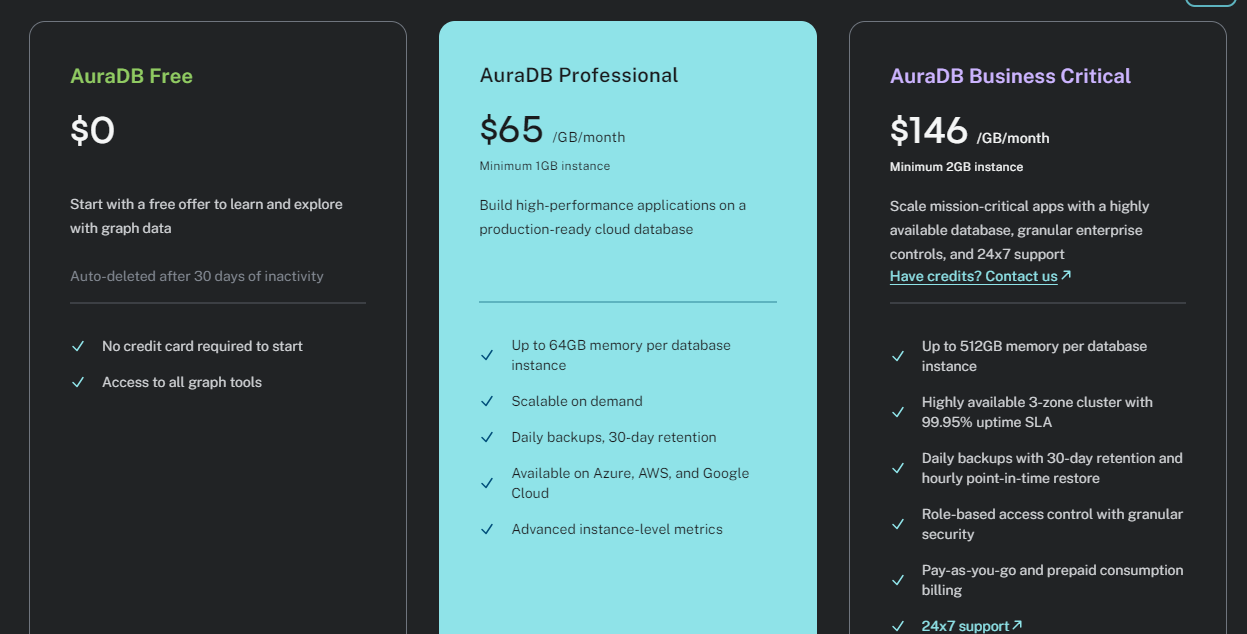 AuraDB Free
$0
Start with a free offer to learn and explore
with graph data
Auto-deleted after 30 days of inactivity
No credit card required to start
Access to all graph tools
AuraDB Professional
$65 /GB/month
Minimum 1GB instance
Build high-performance applications on a
production-ready cloud database
Up to 64GB memory per database
instance
Scalable on demand
Daily backups, 30-day retention
Available on Azure, AWS, and Google
Cloud
Advanced instance-level metrics
AuraDB Business Critical
$146 /GB/month
Minimum 2GB instance
Scale mission-critical apps with a highly
available database, granular enterprise
controls, and 24x7 support
Have credits? Contact us
Up to 512GB memory per database
instance
Highly available 3-zone cluster with
99.95% uptime SLA
Daily backups with 30-day retention and
hourly point-in-time restore
Role-based access control with granular
security
Pay-as-you-go and prepaid consumption
billing
24x7 support